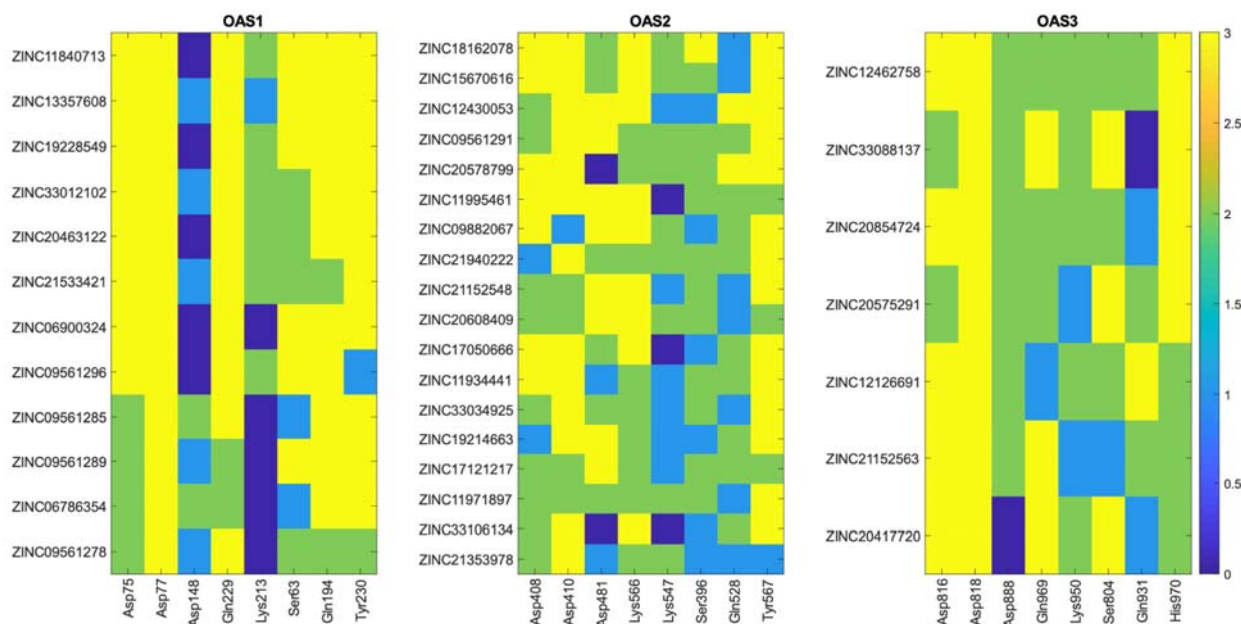 OAS1
ZINC11840713
ZINC13357608
ZINC19228549
ZINC33012102
ZINC20463122
ZINC21533421
ZINC06900324
ZINC09561296
ZINC09561285
ZINC09561289
ZINC06786354
ZINC09561278
Asp75
Asp77
Asp148
Gln229
Lys213
Ser63
Gln194
Tyr230
OAS2
ZINC18162078
ZINC15670616
ZINC12430053
ZINC09561291
ZINC20578799
ZINC11995461
ZINC09882067
ZINC21940222
ZINC21152548
ZINC20608409
ZINC17050666
ZINC11934441
ZINC33034925
ZINC19214663
ZINC17121217
ZINC11971897
ZINC33106134
ZINC21353978
Asp408
Asp410
Asp481
Lys566
Lys547
Ser396
Gln528
Tyr567
OAS3
ZINC12462758
ZINC33088137
ZINC20854724
ZINC20575291
ZINC12126691
ZINC21152563
ZINC20417720
Asp816
Asp818
Asp888
Gln969
Lys950
Ser804
Gln931
His970
3
2.5
2
1.5
1
0.5
0